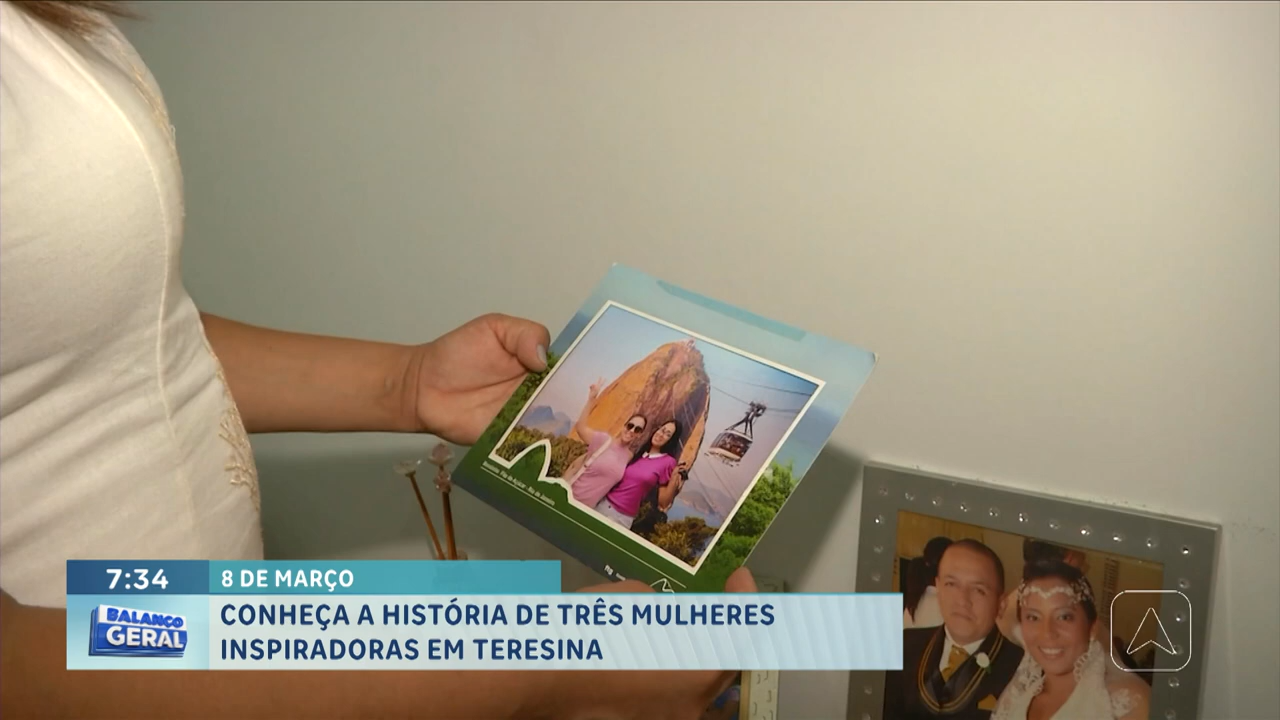 7:34
8 DE MARÇO
BALANÇO
GERAL
CONHEÇA A HISTÓRIA DE TRÊS MULHERES
INSPIRADORAS EM TERESINA